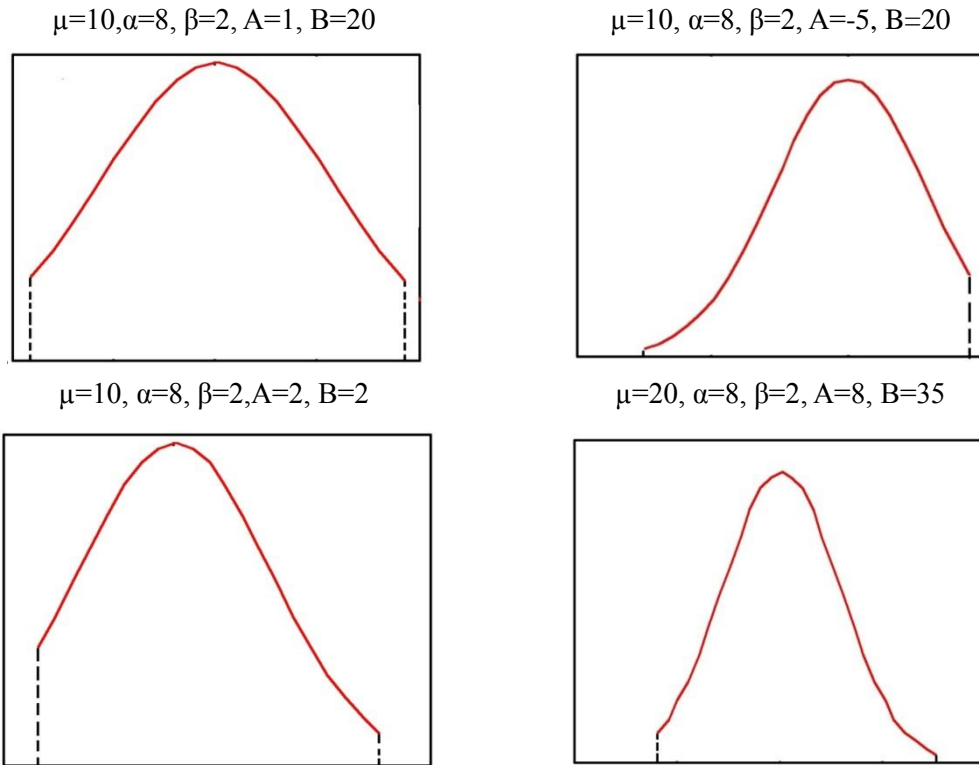 μ=10,α=8, β=2, A=1, B=20
μ=10, α=8, β=2, A=-5, B=20
μ=10, α=8, β=2,A=2, B=2
μ=20, α=8, β=2, A=8, B=35